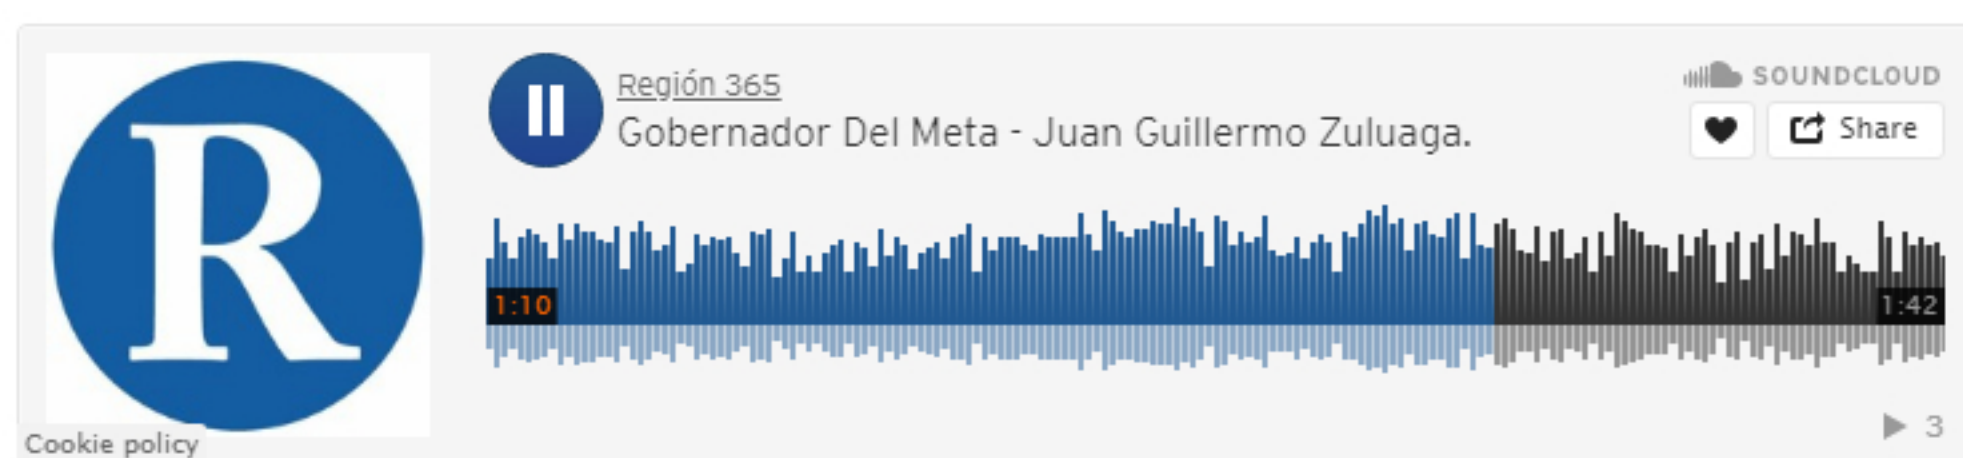 R
Región 365
Gobernador Del Meta - Juan Guillermo Zuluaga.
SOUNDCLOUD
Share
1:10
1:42
3
Cookie policy